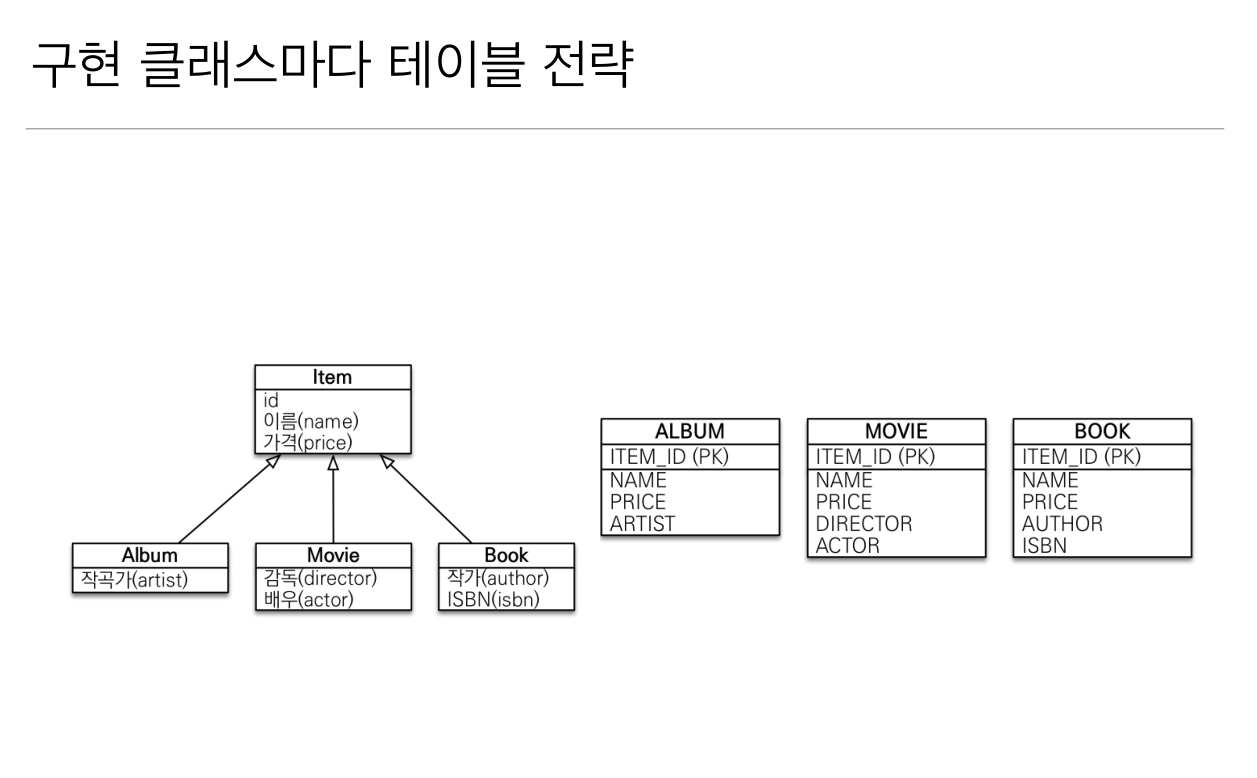 구현 클래스마다 테이블 전략
Item
id
이름(name)
가격(price)
Album
작곡가(artist)
Movie
감독(director)
배우(actor)
Book
작가(author)
ISBN(isbn)
ALBUM
ITEM_ID (PK)
NAME
PRICE
ARTIST
MOVIE
ITEM_ID (PK)
NAME
PRICE
DIRECTOR
ACTOR
BOOK
ITEM_ID (PK)
NAME
PRICE
AUTHOR
ISBN